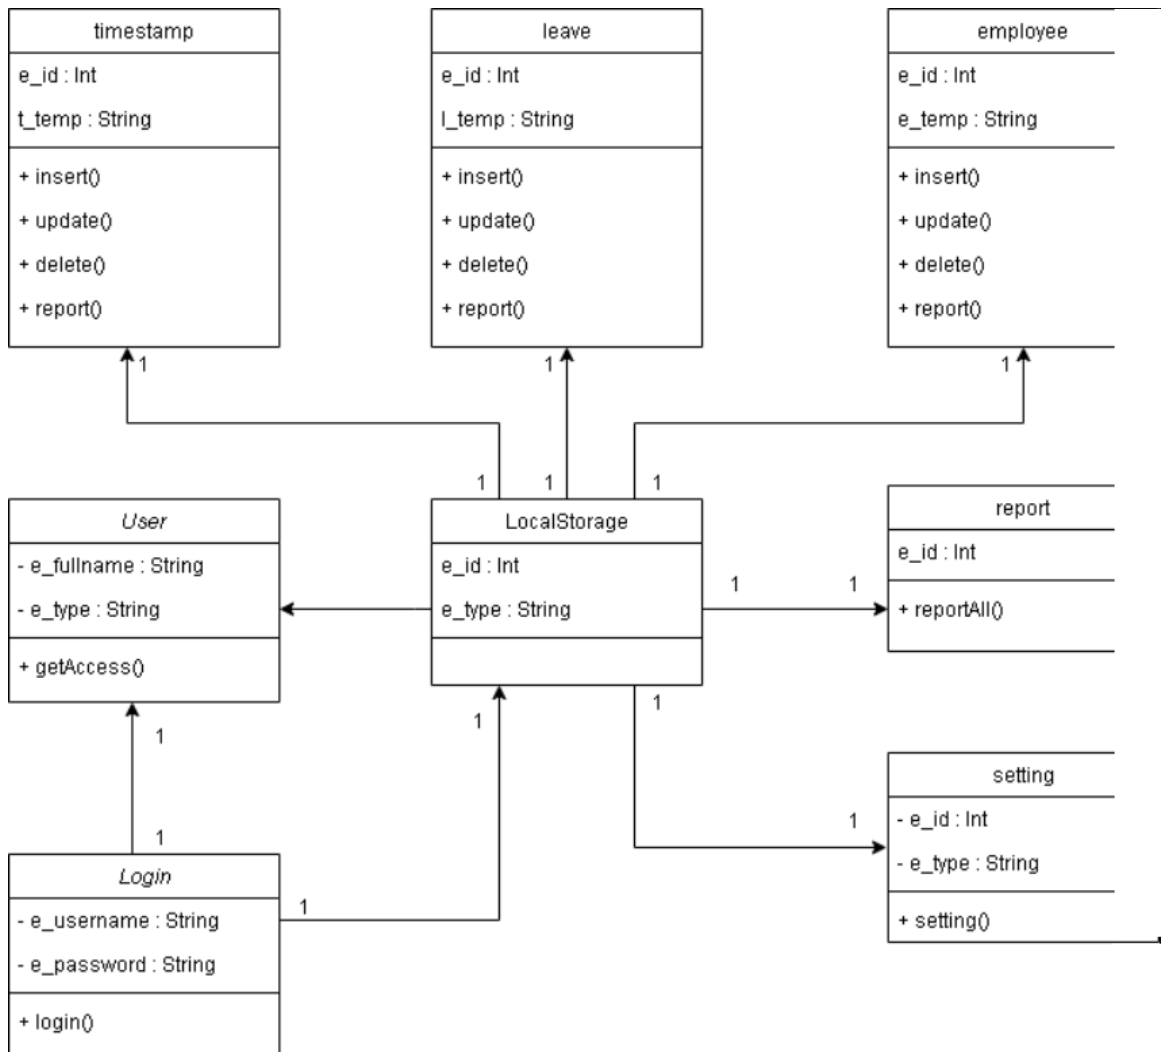 timestamp
e_id : Int
t_temp : String
+ insert()
+ update()
+ delete()
+ report()
1
leave
e_id : Int
l_temp : String
+ insert()
+ update()
+ delete()
+ report()
1
employee
e_id : Int
e_temp : String
+ insert()
+ update()
+ delete()
+ report()
1
1
1
1
User
- e_fullname : String
- e_type : String
+ getAccess()
1
1
LocalStorage
e_id : Int
e_type : String
1
1
1
1
report
e_id : Int
+ reportAll()
1
setting
- e_id : Int
- e_type : String
+ setting()
Login
- e_username : String
- e_password : String
+ login()
1